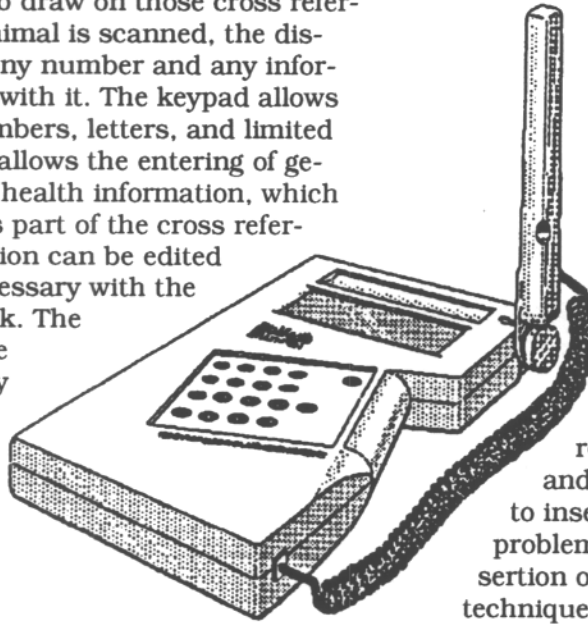 o draw on those cross refer-
nimal is scanned, the dis-
ny number and any infor-
with it. The keypad allows
mbers, letters, and limited
allows the entering of ge-
health information, which
s part of the cross refer-
ion can be edited
cessary with the
k. The
e
y
r
and
to inse
problem
sertion o
technique